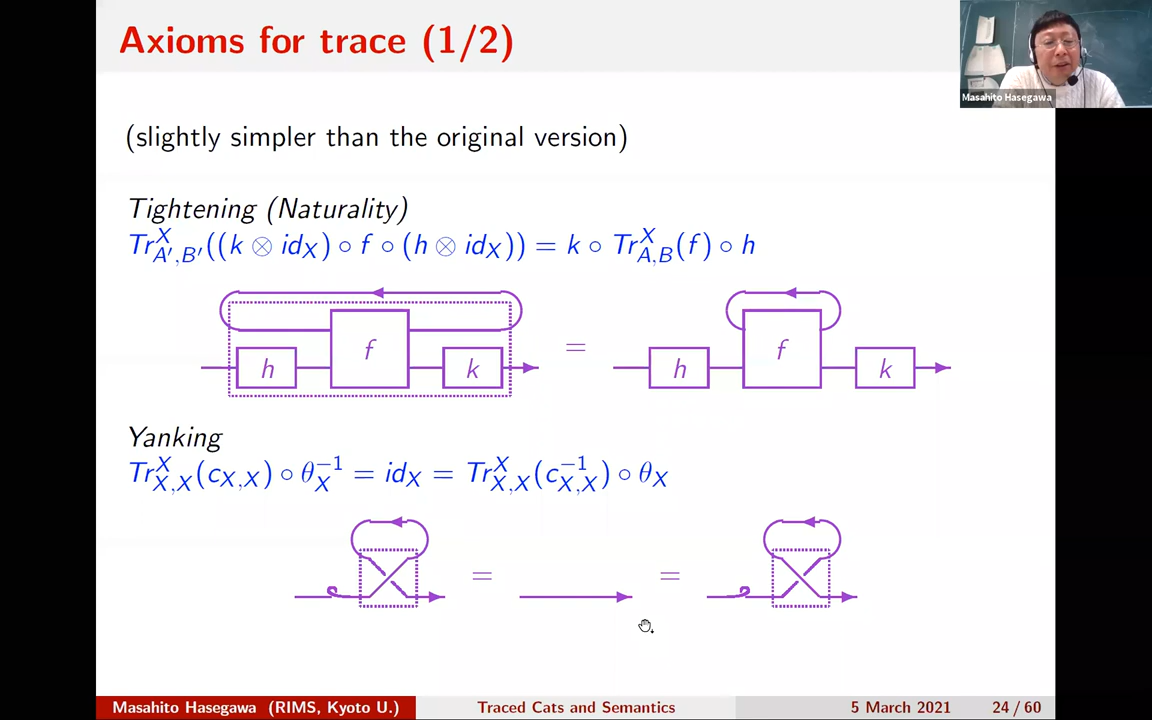 Axioms for trace (1/2)
Masahito Hasegawa
(slightly simpler than the original version)
Tightening (Naturality)
Tr^X_{A′,B′}((k ⊗ id_X) ∘ f ∘ (h ⊗ id_X)) = k ∘ Tr^X_{A,B}(f) ∘ h
h f k = h f k
Yanking
Tr^X_{X,X}(c_{X,X}) ∘ θ^{-1}_X = id_X = Tr^X_{X,X}(c^{-1}_{X,X}) ∘ θ_X
= =
Masahito Hasegawa (RIMS, Kyoto U.) Traced Cats and Semantics 5 March 2021 24 / 60